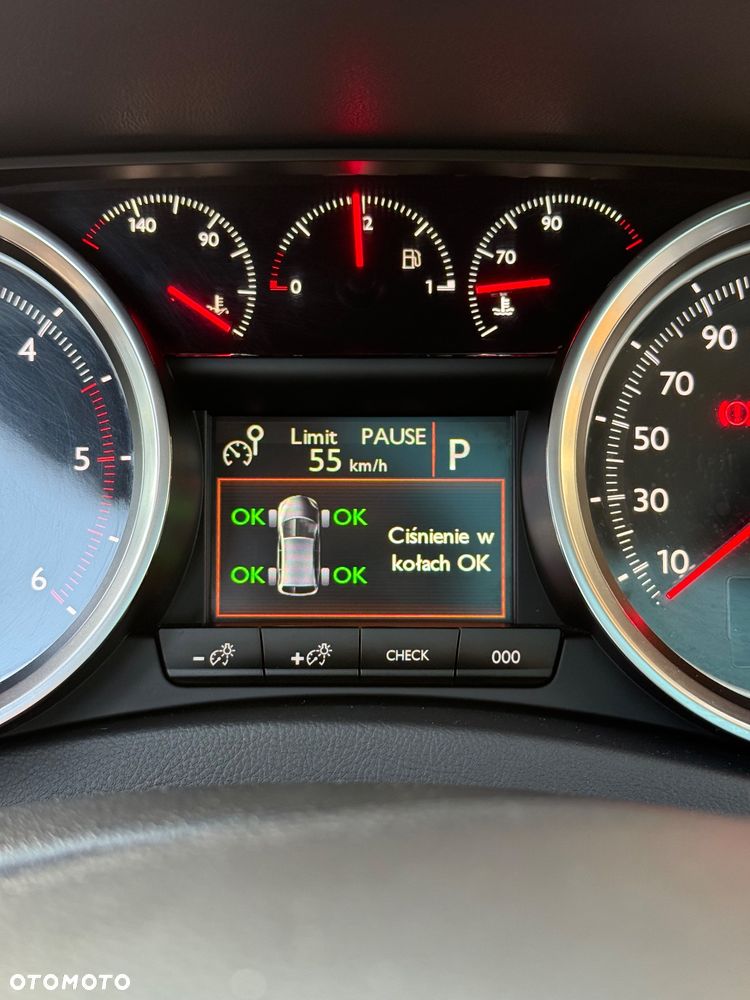 140
90
90
2
70
0
1
90
4
70
Limit PAUSE
55 km/h
P
5
50
OK OK
Ciśnienie w
kołach OK
30
OK OK
10
6
- + CHECK 000
OTOMOTO